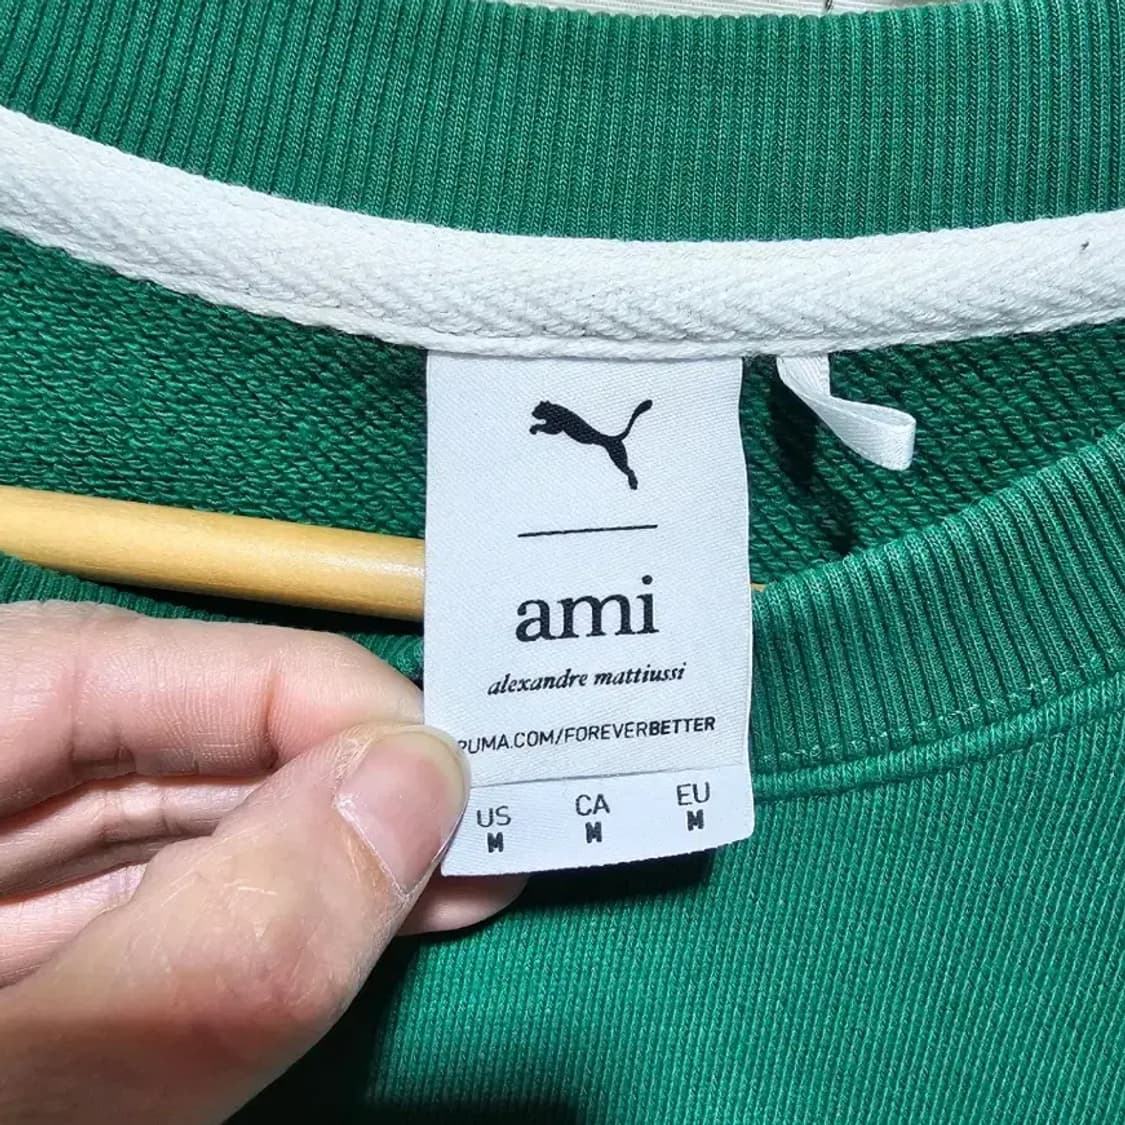 ami
alexandre mattiussi
PUMA.COM/FOREVERBETTER
US CA EU
M M M